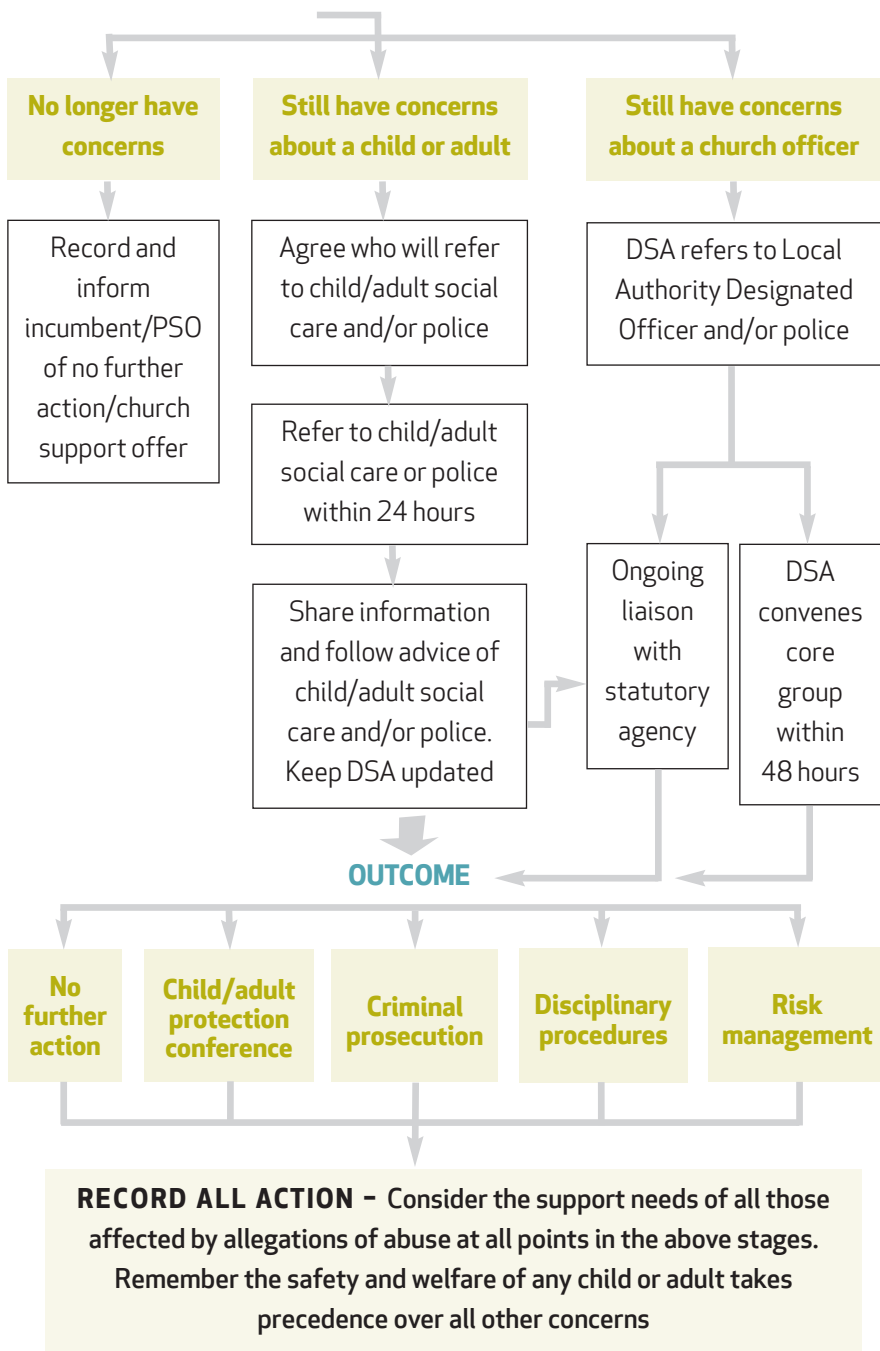 No longer have
concerns
Still have concerns
about a child or adult
Still have concerns
about a church officer
Record and
inform
incumbent/PSO
of no further
action/church
support offer
Agree who will refer
to child/adult social
care and/or police
DSA refers to Local
Authority Designated
Officer and/or police
Refer to child/adult
social care or police
within 24 hours
Share information
and follow advice of
child/adult social
care and/or police.
Keep DSA updated
Ongoing
liaison
with
statutory
agency
DSA
convenes
core
group
within
48 hours
OUTCOME
No
further
action
Child/adult
protection
conference
Criminal
prosecution
Disciplinary
procedures
Risk
management
RECORD ALL ACTION – Consider the support needs of all those
affected by allegations of abuse at all points in the above stages.
Remember the safety and welfare of any child or adult takes
precedence over all other concerns